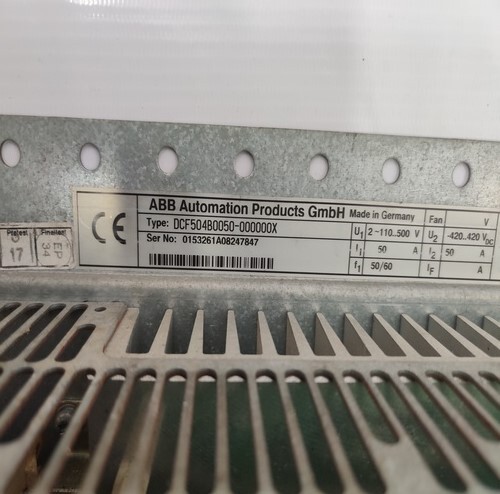 CE
ABB Automation Products GmbH Made in Germany Fan V
Type: DCF504B0050-000000X U1 2~110..500 V U2 -420..420 VDC
Ser No: 0153261A08247847 I1 50 A I2 50 A
f1 50/60 IF A
Finaltest
17